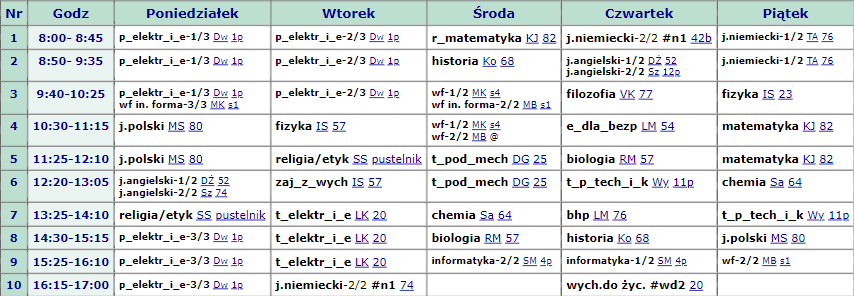 Nr Godz Poniedziałek Wtorek Środa Czwartek Piątek
1 8:00- 8:45 p_elektr_i_e-1/3 Dw 1p p_elektr_i_e-2/3 Dw 1p r_matematyka KJ 82 j.niemiecki-2/2 #n1 42b j.niemiecki-1/2 TA 76
2 8:50- 9:35 p_elektr_i_e-1/3 Dw 1p p_elektr_i_e-2/3 Dw 1p historia Ko 68 j.angielski-1/2 DŻ 52 j.niemiecki-1/2 TA 76
j.angielski-2/2 Sz 12p
3 9:40-10:25 p_elektr_i_e-1/3 Dw 1p p_elektr_i_e-2/3 Dw 1p wf-1/2 MK s4 filozofia VK 77 fizyka IS 23
wf in. forma-3/3 MK s1 wf in. forma-2/2 MB s1
4 10:30-11:15 j.polski MS 80 fizyka IS 57 wf-1/2 MK s4 e_dla_bezp LM 54 matematyka KJ 82
wf-2/2 MB @
5 11:25-12:10 j.polski MS 80 religia/etyk SS pustelnik t_pod_mech DG 25 biologia RM 57 matematyka KJ 82
6 12:20-13:05 j.angielski-1/2 DŻ 52 zaj_z_wych IS 57 t_pod_mech DG 25 t_p_tech_i_k Wy 11p chemia Sa 64
j.angielski-2/2 Sz 74
7 13:25-14:10 religia/etyk SS pustelnik t_elektr_i_e LK 20 chemia Sa 64 bhp LM 76 t_p_tech_i_k Wy 11p
8 14:30-15:15 p_elektr_i_e-3/3 Dw 1p t_elektr_i_e LK 20 biologia RM 57 historia Ko 68 j.polski MS 80
9 15:25-16:10 p_elektr_i_e-3/3 Dw 1p t_elektr_i_e LK 20 informatyka-2/2 SM 4p informatyka-1/2 SM 4p wf-2/2 MB s1
10 16:15-17:00 p_elektr_i_e-3/3 Dw 1p j.niemiecki-2/2 #n1 74 wych.do życ. #wd2 20